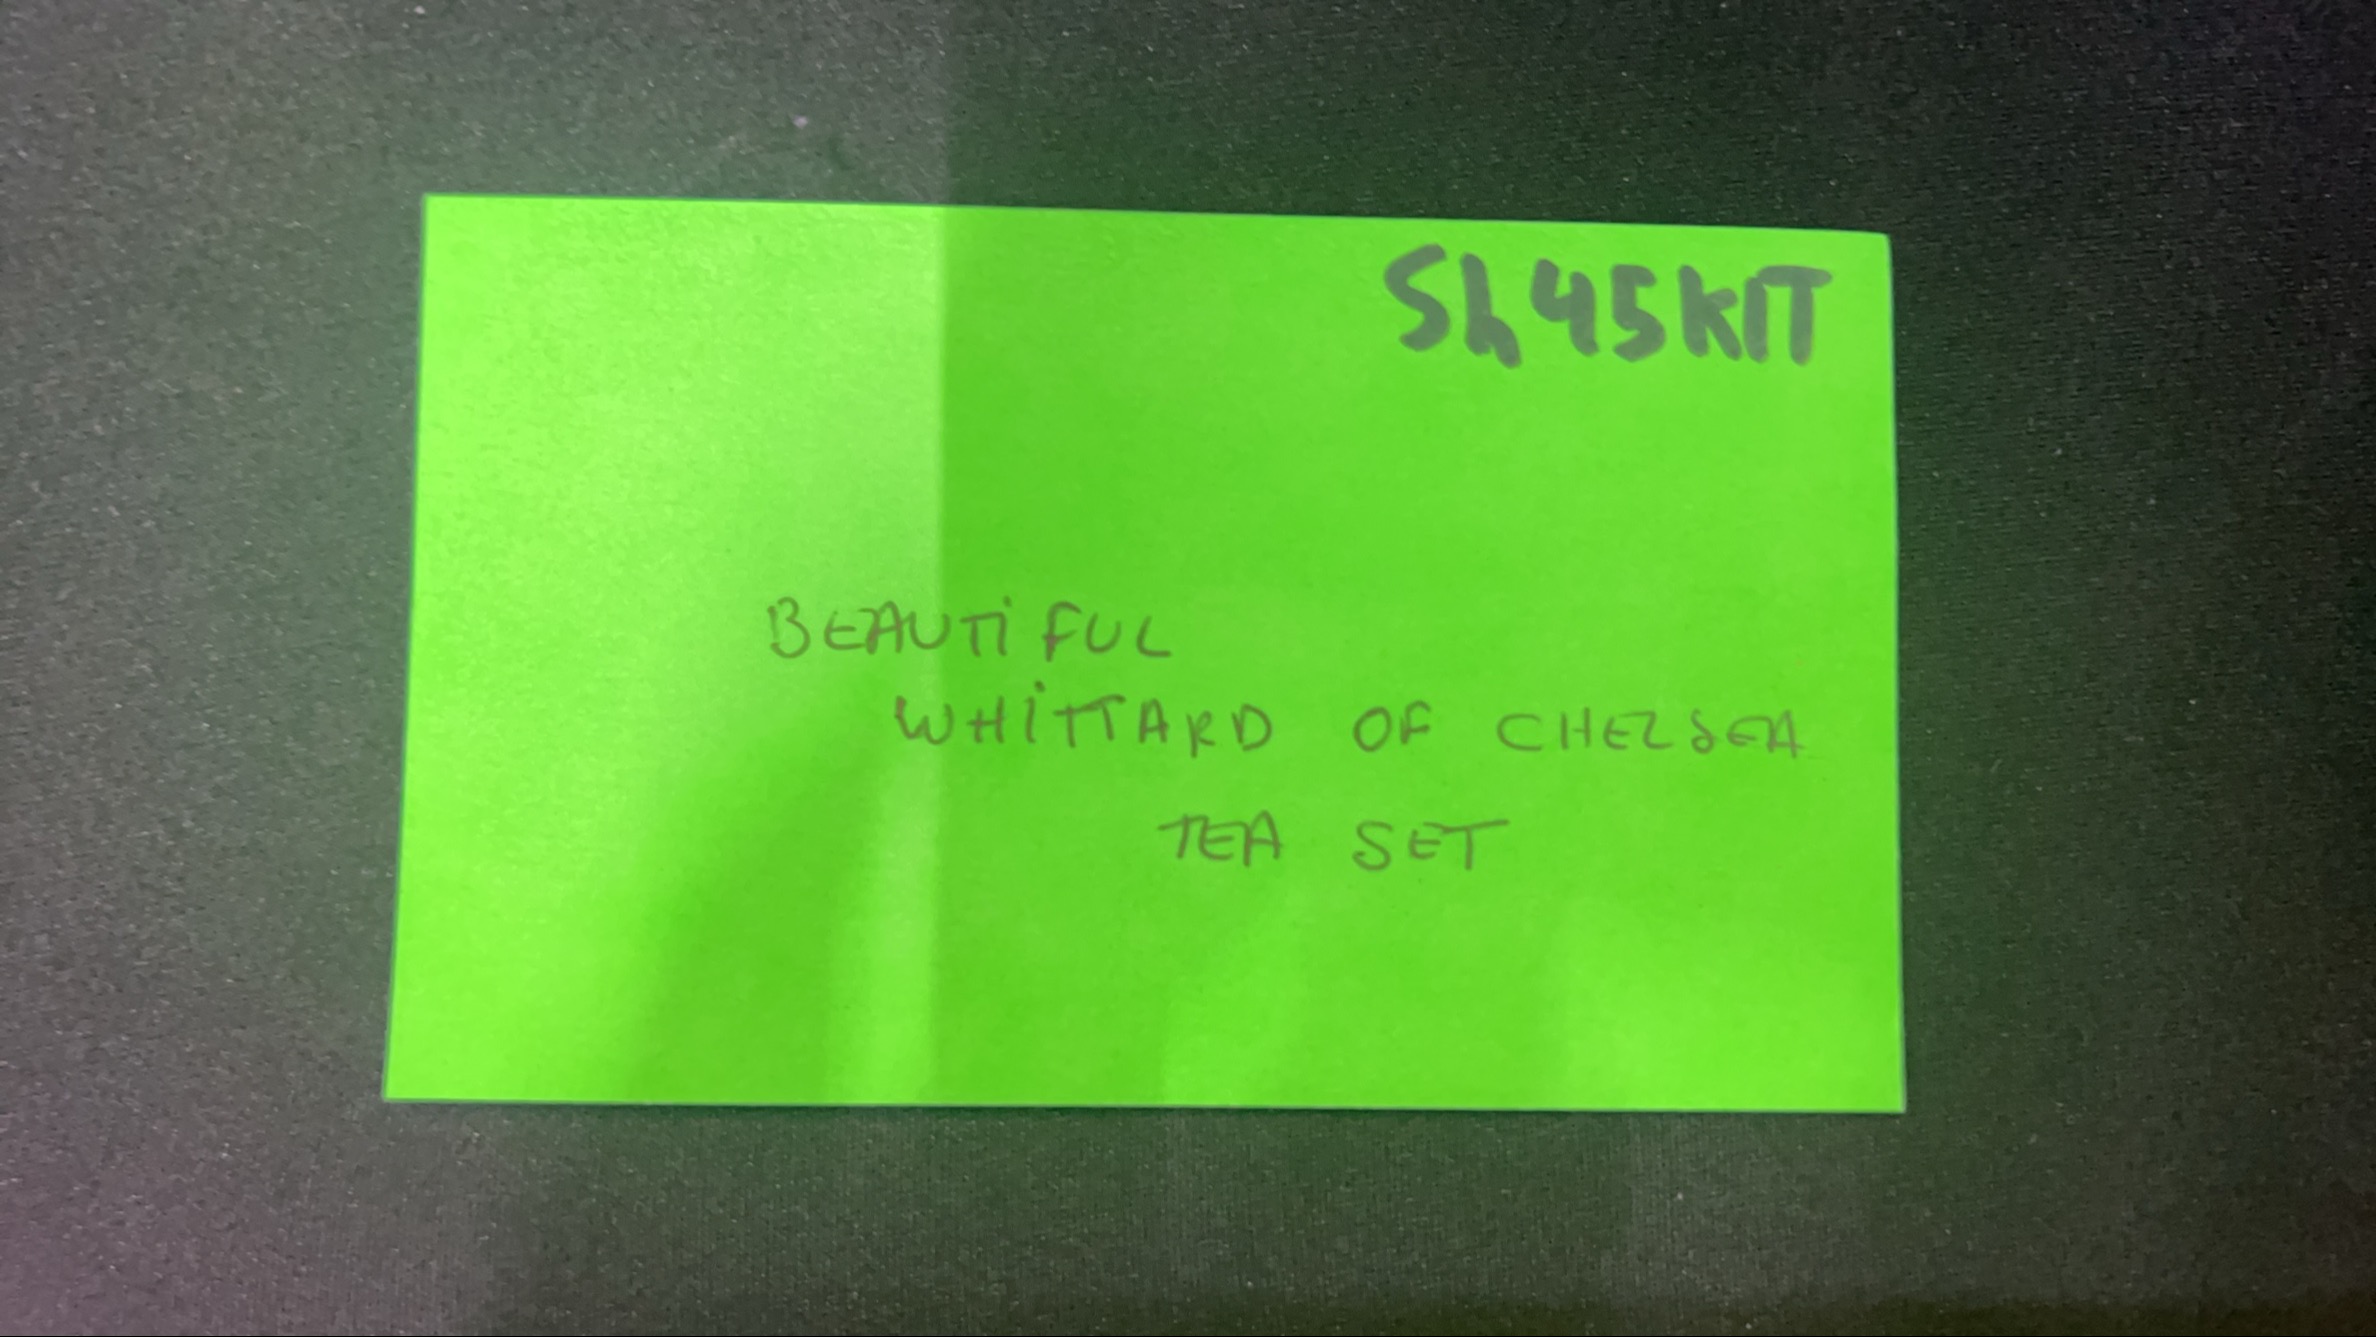 Sh45KIT
BEAUTiFUL
WHiTTARD OF CHELSEA
TEA SET